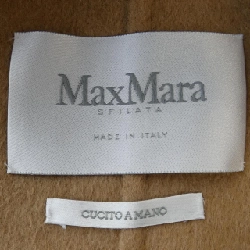 MaxMara
SFILATA
MADE IN ITALY
CUCITO A MANO